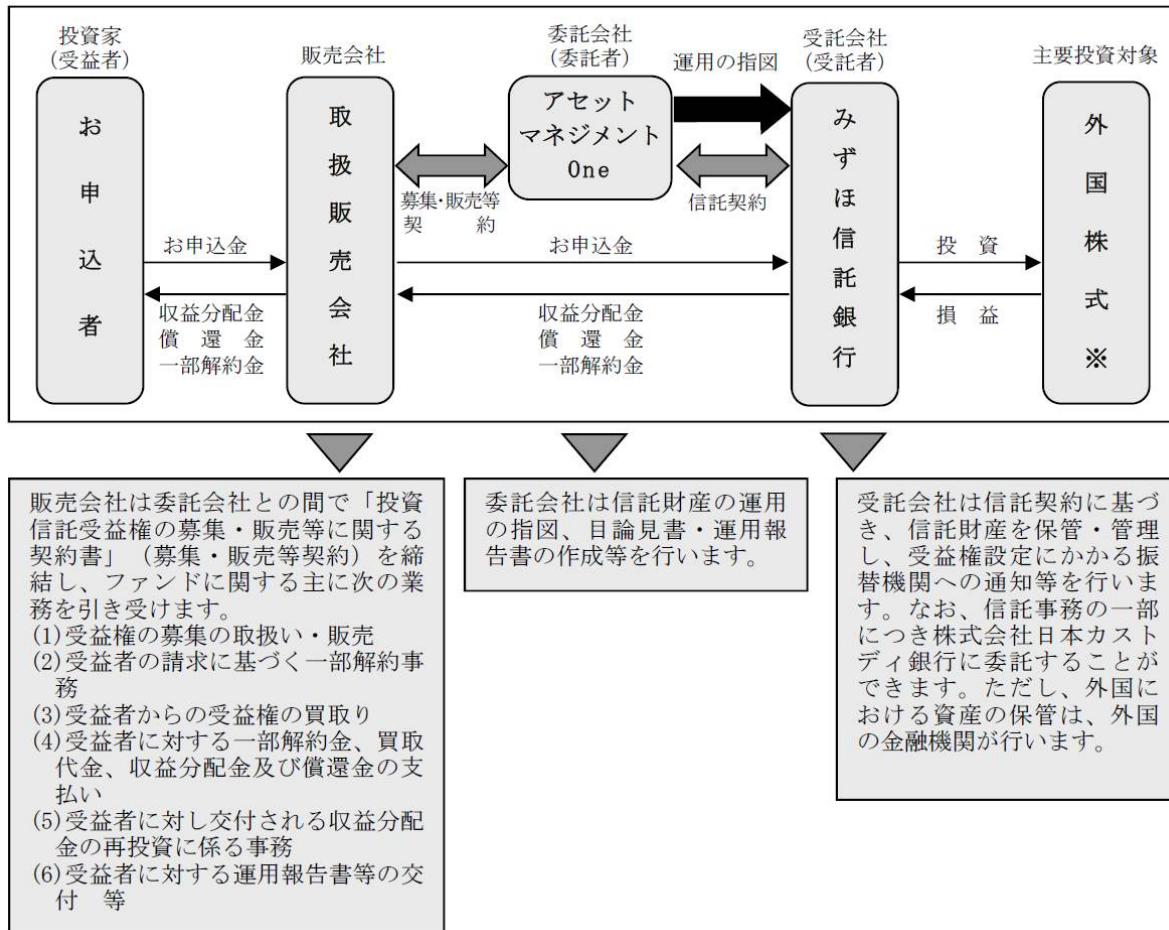 投資家
(受益者)
お申込者
販売会社
取扱販売会社
委託会社
(委託者)
アセット
マネジメント
One
運用の指図
受託会社
(受託者)
みずほ信託銀行
主要投資対象
外国株式※
募集・販売等
契　約
信託契約
お申込金
収益分配金
償　還　金
一部解約金
お申込金
収益分配金
償　還　金
一部解約金
投　資
損　益
販売会社は委託会社との間で「投資
信託受益権の募集・販売等に関する
契約書」（募集・販売等契約）を締
結し、ファンドに関する主に次の業
務を引き受けます。
(1)受益権の募集の取扱い・販売
(2)受益者の請求に基づく一部解約事
務
(3)受益者からの受益権の買取り
(4)受益者に対する一部解約金、買取
代金、収益分配金及び償還金の支
払い
(5)受益者に対し交付される収益分配
金の再投資に係る事務
(6)受益者に対する運用報告書等の交
付　等
委託会社は信託財産の運用
の指図、目論見書・運用報
告書の作成等を行います。
受託会社は信託契約に基づ
き、信託財産を保管・管理
し、受益権設定にかかる振
替機関への通知等を行いま
す。なお、信託事務の一部
につき株式会社日本カスト
ディ銀行に委託することが
できます。ただし、外国に
おける資産の保管は、外国
の金融機関が行います。